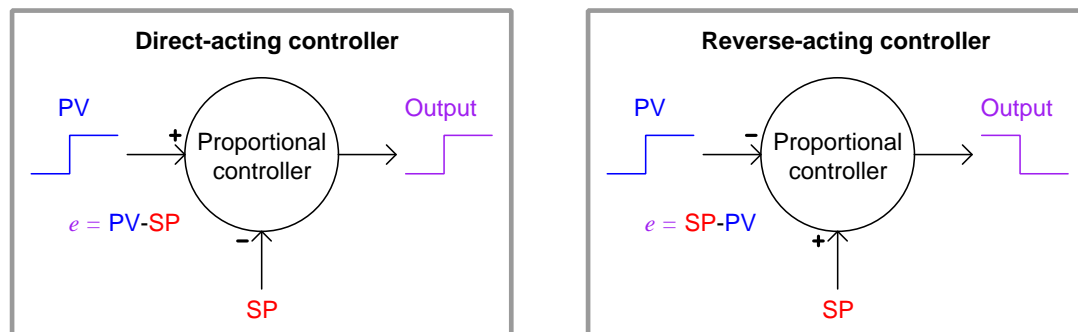 Direct-acting controller
PV
Output
+
Proportional
controller
e = PV-SP
-
SP
Reverse-acting controller
PV
Output
-
Proportional
controller
e = SP-PV
+
SP